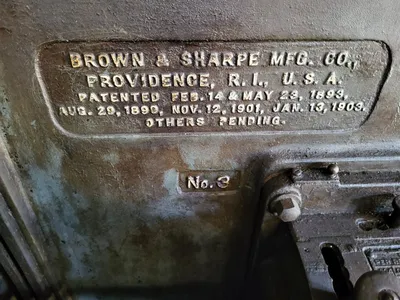 BROWN & SHARPE MFG. CO.,
PROVIDENCE, R. I., U. S. A.
PATENTED FEB. 14 & MAY 23, 1893,
AUG. 29, 1899, NOV. 12, 1901, JAN. 13, 1903.
OTHERS PENDING.
No. 3